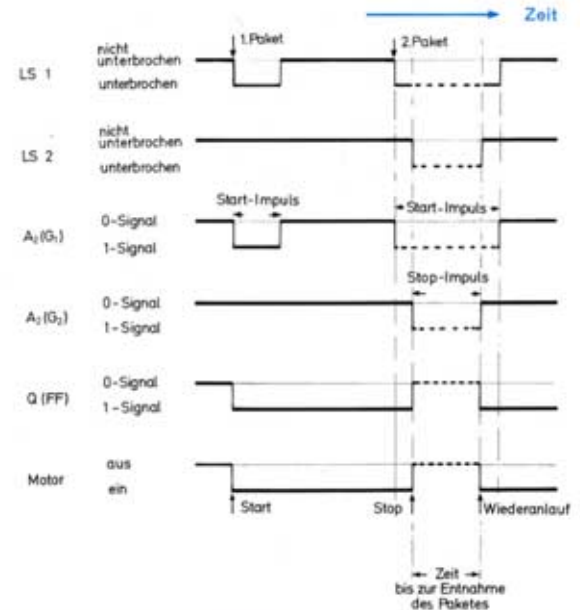 Zeit
1.Paket
2.Paket
LS 1
nicht
unterbrochen
unterbrochen
LS 2
nicht
unterbrochen
unterbrochen
Start-Impuls
Start-Impuls
A₂(G₁)
0-Signal
1-Signal
Stop-Impuls
A₂(G₂)
0-Signal
1-Signal
Q (FF)
0-Signal
1-Signal
Motor
aus
ein
Start
Stop
Wiederanlauf
Zeit
bis zur Entnahme
des Paketes